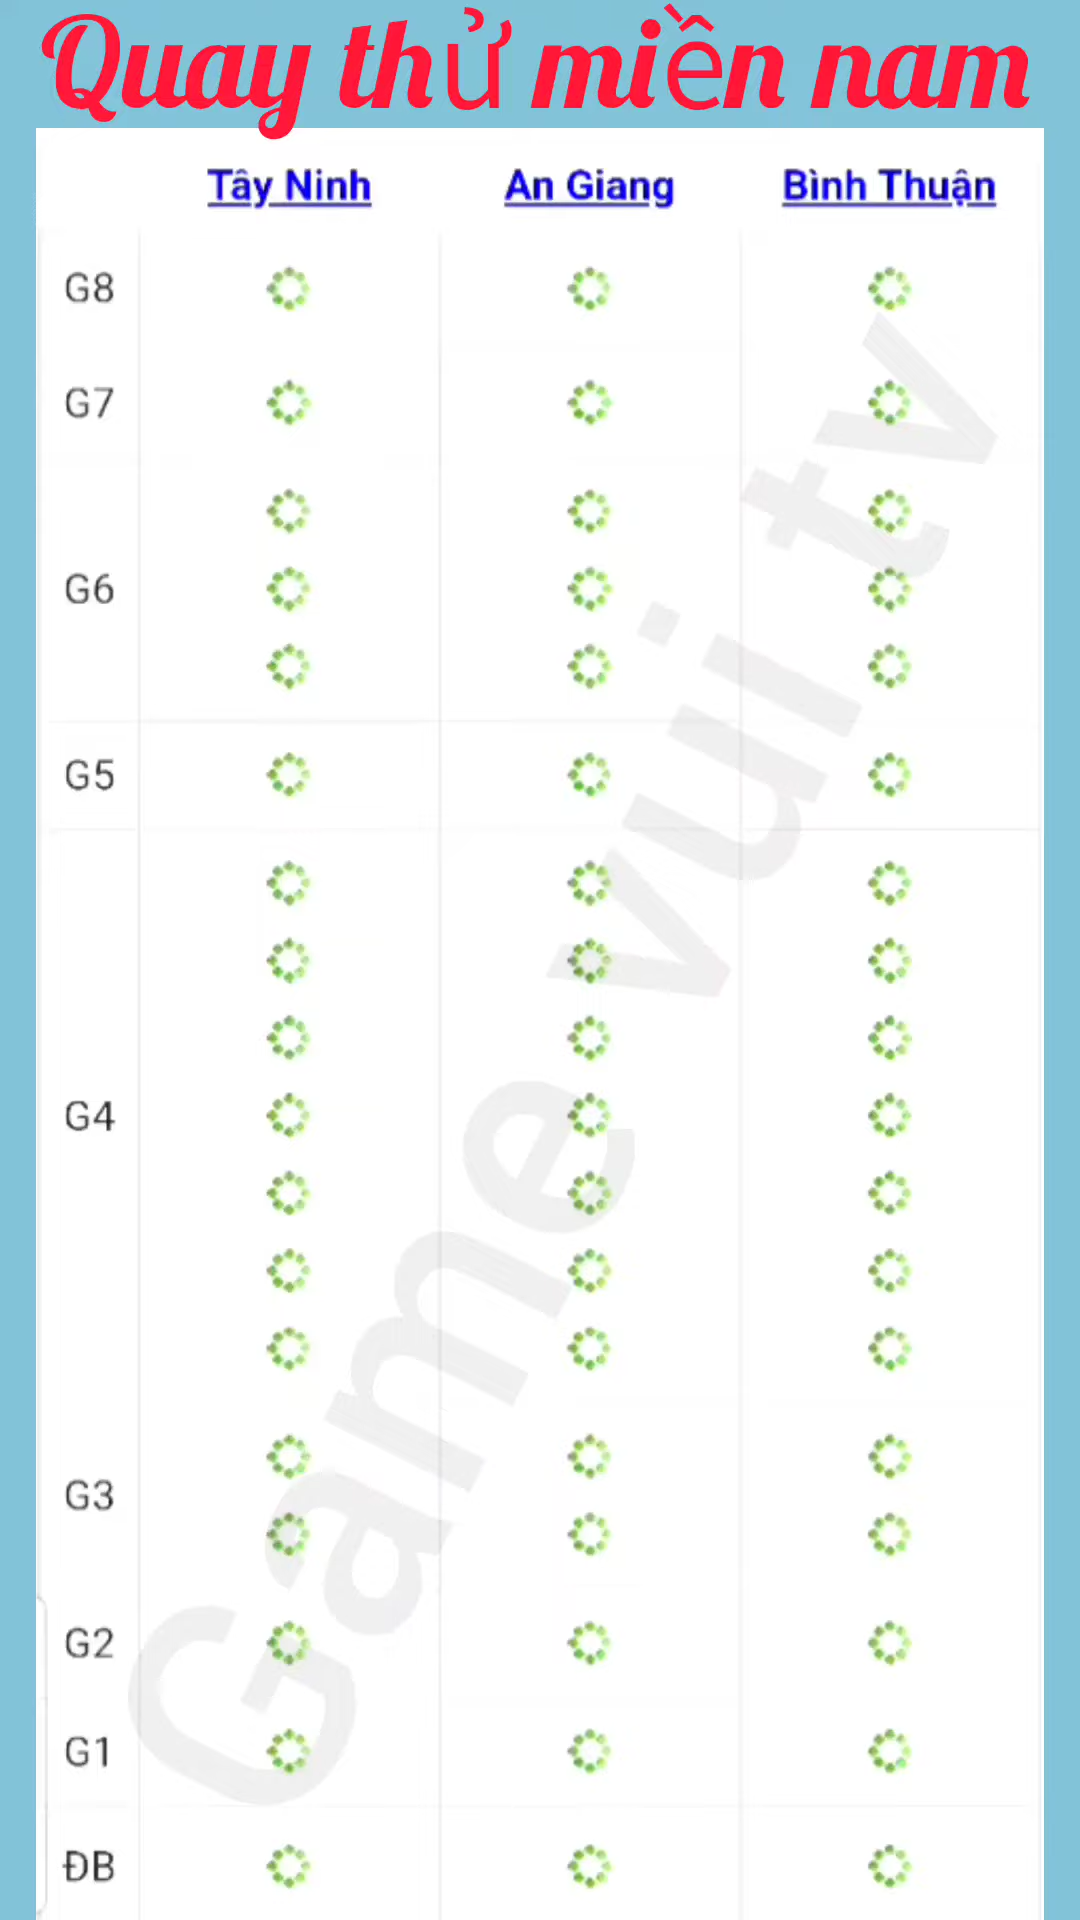 Quay thử miền nam
Tây Ninh An Giang Bình Thuận
G8
G7
G6
G5
G4
G3
G2
G1
ĐB
Game vui tv